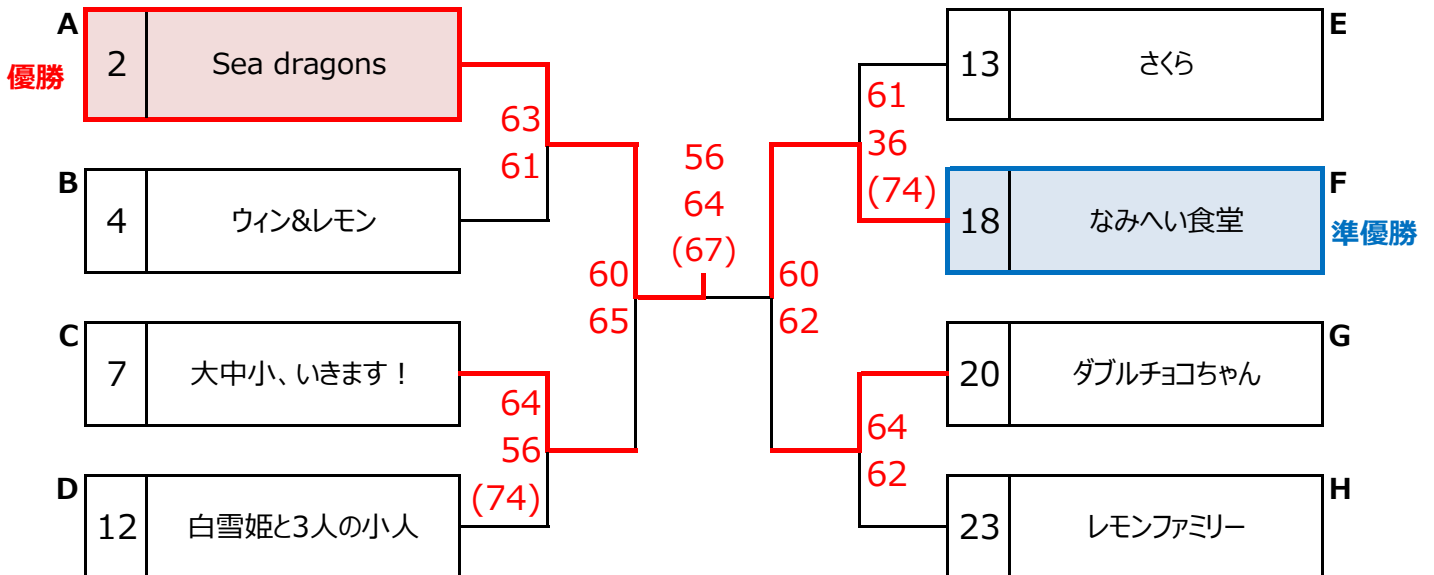 A
優勝
2 Sea dragons
63
61
B
4 ウィン&レモン
60
65
C
7 大中小、いきます！
64
56
(74)
D
12 白雪姫と3人の小人
56
64
(67)
E
13 さくら
61
36
(74)
F
18 なみへい食堂
準優勝
60
62
G
20 ダブルチョコちゃん
64
62
H
23 レモンファミリー